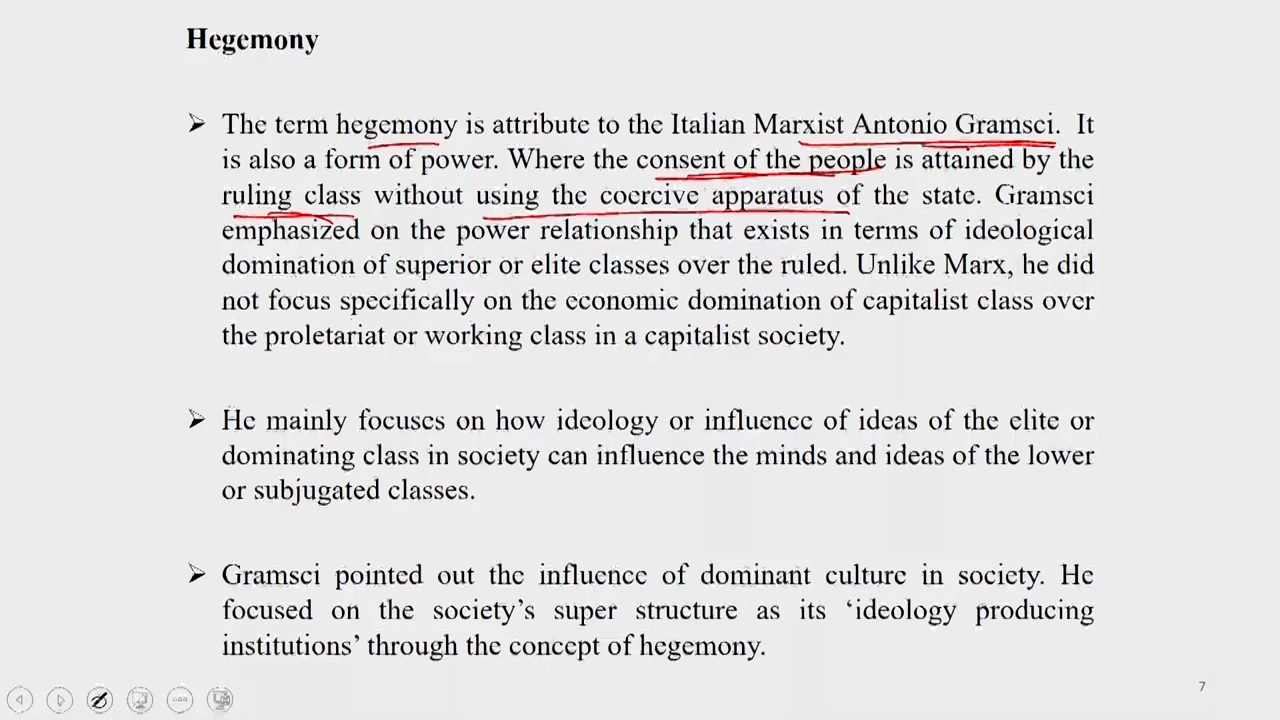 Hegemony
➢ The term hegemony is attribute to the Italian Marxist Antonio Gramsci. It
is also a form of power. Where the consent of the people is attained by the
ruling class without using the coercive apparatus of the state. Gramsci
emphasized on the power relationship that exists in terms of ideological
domination of superior or elite classes over the ruled. Unlike Marx, he did
not focus specifically on the economic domination of capitalist class over
the proletariat or working class in a capitalist society.
➢ He mainly focuses on how ideology or influence of ideas of the elite or
dominating class in society can influence the minds and ideas of the lower
or subjugated classes.
➢ Gramsci pointed out the influence of dominant culture in society. He
focused on the society’s super structure as its ‘ideology producing
institutions’ through the concept of hegemony.
7